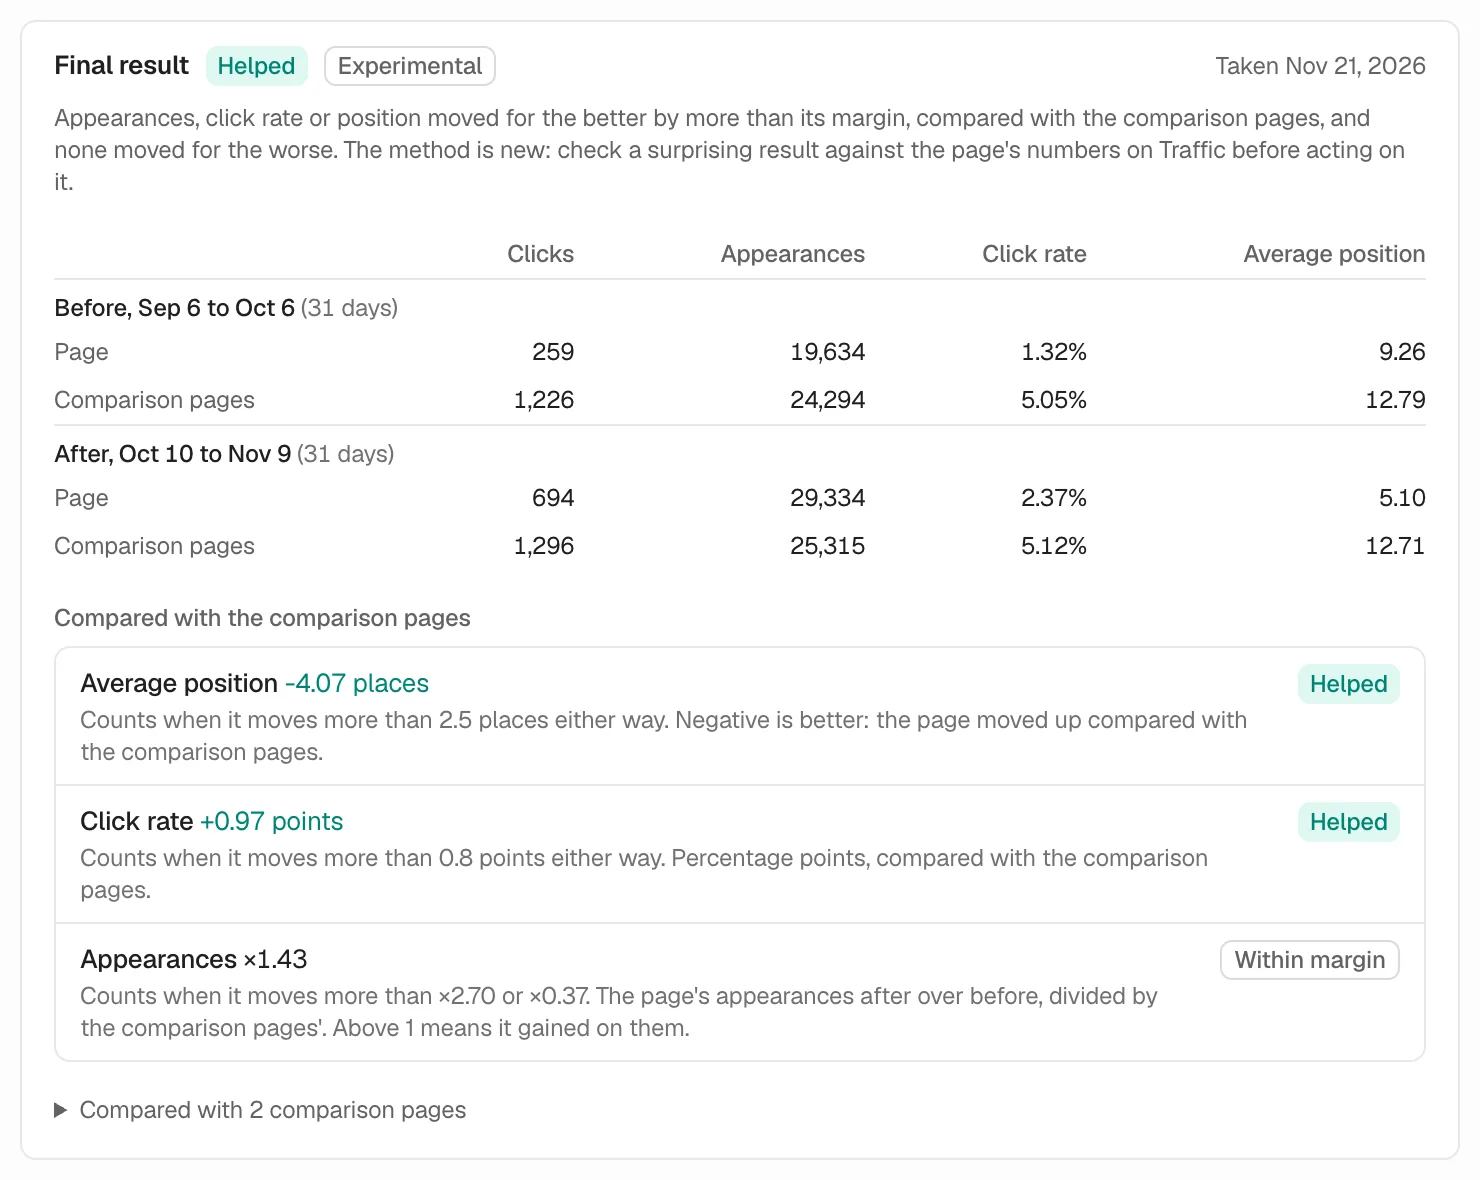 Final result Helped Experimental Taken Nov 21, 2026
Appearances, click rate or position moved for the better by more than its margin, compared with the comparison pages, and
none moved for the worse. The method is new: check a surprising result against the page's numbers on Traffic before acting on
it.
Clicks Appearances Click rate Average position
Before, Sep 6 to Oct 6 (31 days)
Page 259 19,634 1.32% 9.26
Comparison pages 1,226 24,294 5.05% 12.79
After, Oct 10 to Nov 9 (31 days)
Page 694 29,334 2.37% 5.10
Comparison pages 1,296 25,315 5.12% 12.71
Compared with the comparison pages
Average position -4.07 places Helped
Counts when it moves more than 2.5 places either way. Negative is better: the page moved up compared with
the comparison pages.
Click rate +0.97 points Helped
Counts when it moves more than 0.8 points either way. Percentage points, compared with the comparison
pages.
Appearances ×1.43 Within margin
Counts when it moves more than ×2.70 or ×0.37. The page's appearances after over before, divided by
the comparison pages'. Above 1 means it gained on them.
▶ Compared with 2 comparison pages